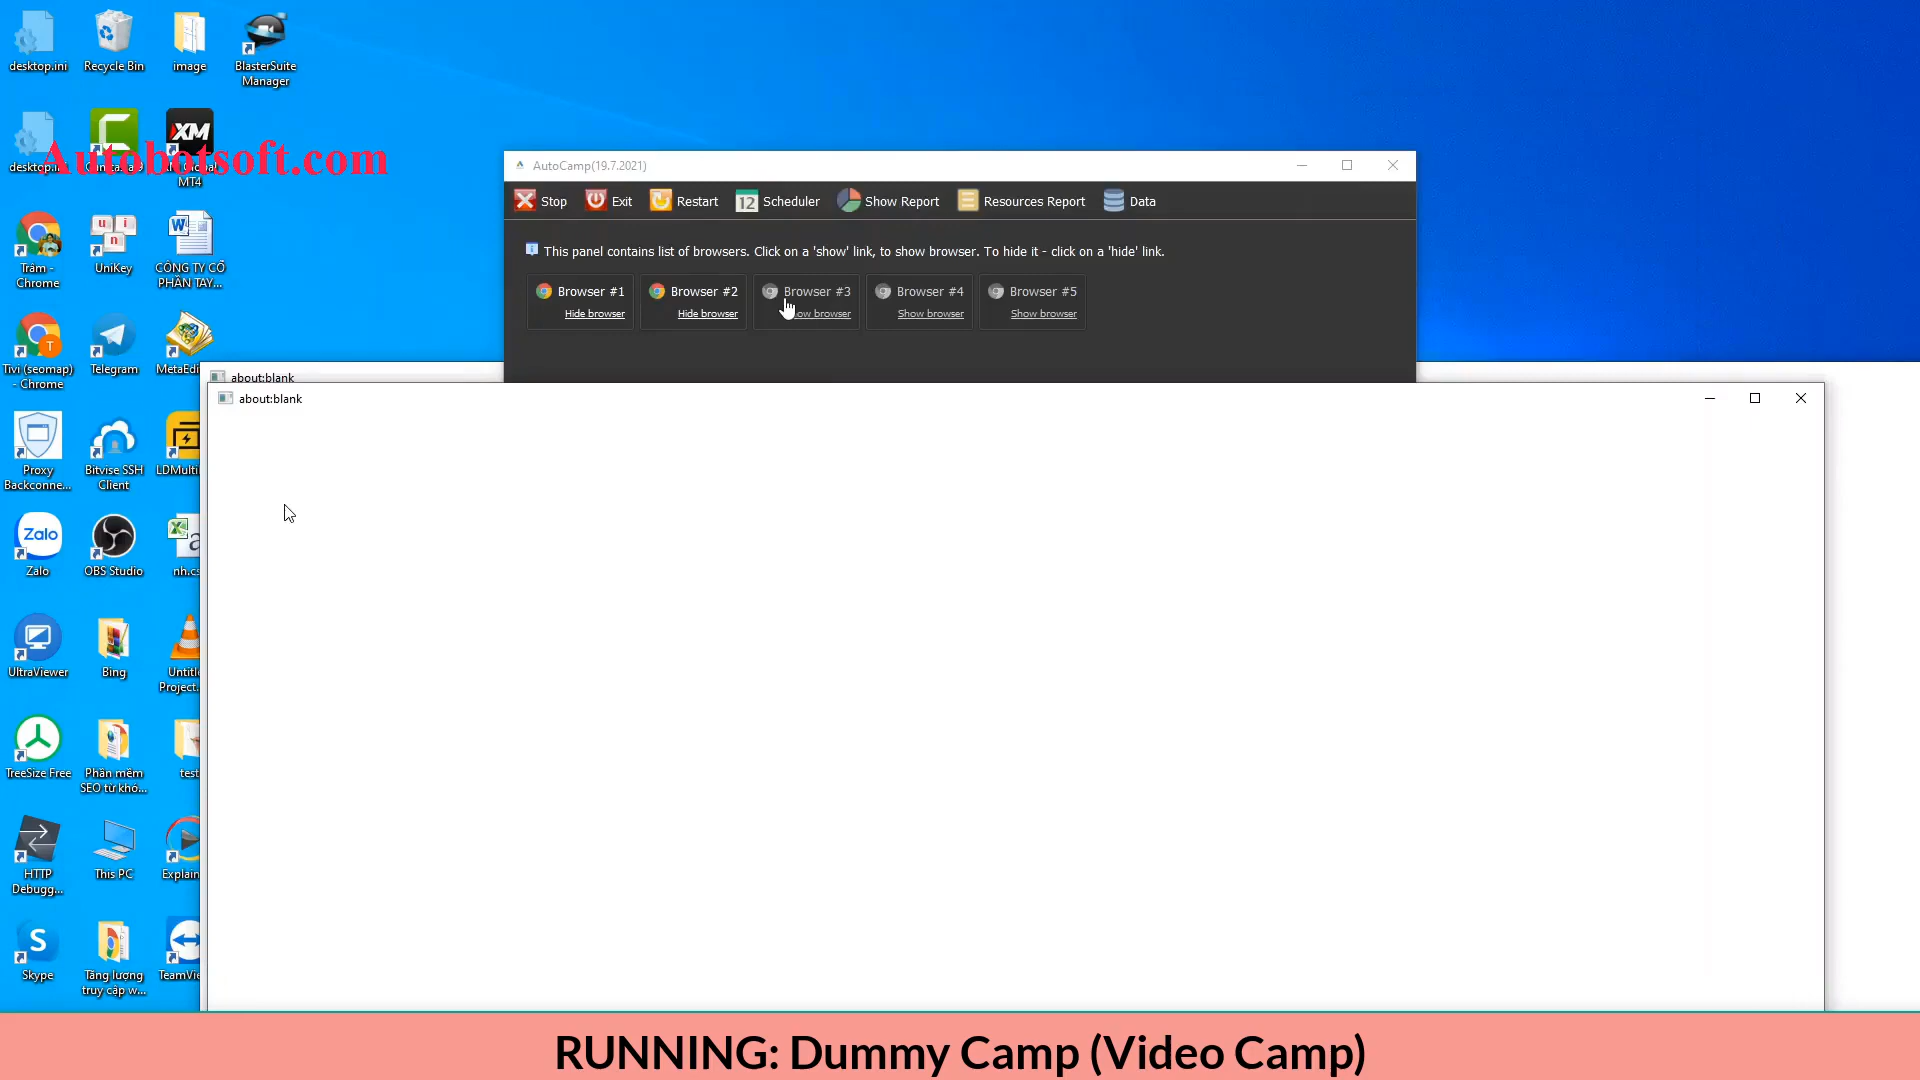 desktop.ini
Recycle Bin
image
BlasterSuite
Manager
XM
MT4
Autobotsoft.com
Trâm -
Chrome
UniKey
CÔNG TY CỔ
PHẦN TAY...
Tivi (seomap)
- Chrome
Telegram
Proxy
Backconne...
Bitvise SSH
Client
Zalo
Zalo
OBS Studio
UltraViewer
Bing
TreeSize Free
Phần mềm
SEO từ khó...
test
HTTP
Debugg...
This PC
Skype
Tăng lượng
truy cập w...
AutoCamp(19.7.2021)
Stop
Exit
Restart
12
Scheduler
Show Report
Resources Report
Data
This panel contains list of browsers. Click on a 'show' link, to show browser. To hide it - click on a 'hide' link.
Browser #1
Browser #2
Browser #3
Browser #4
Browser #5
Hide browser
Hide browser
browser
Show browser
Show browser
about:blank
about:blank
RUNNING: Dummy Camp (Video Camp)